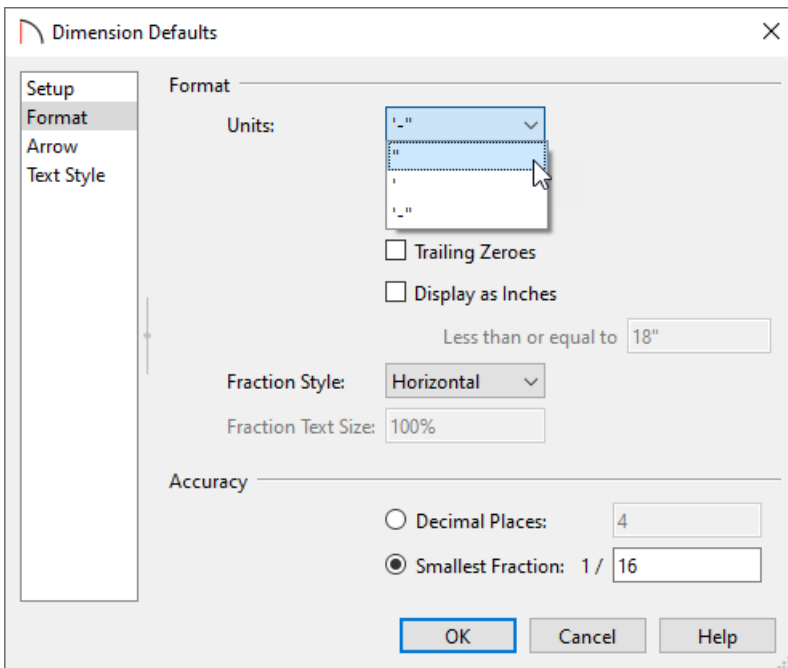 Dimension Defaults
Setup
Format
Arrow
Text Style
Format
Units: '-"
"
'
'-"
Trailing Zeroes
Display as Inches
Less than or equal to 18"
Fraction Style: Horizontal
Fraction Text Size: 100%
Accuracy
Decimal Places: 4
Smallest Fraction: 1 / 16
OK Cancel Help